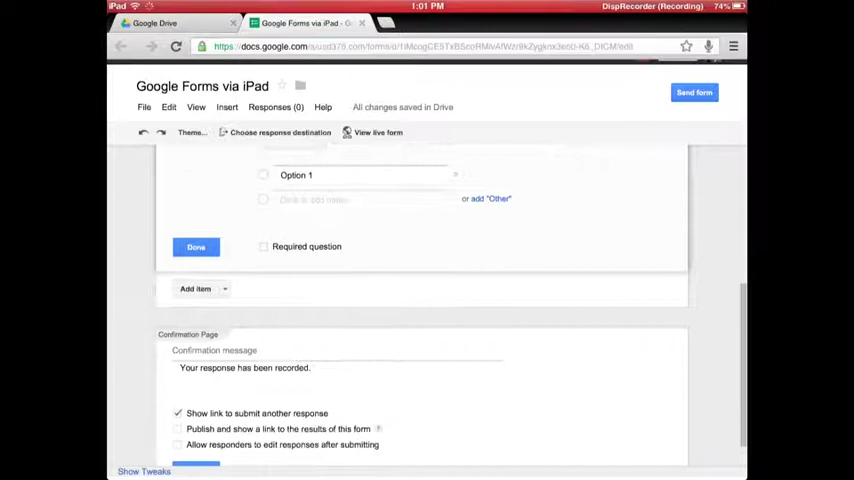 iPad 1:01 PM DispRecorder (Recording) 74%
Google Drive × Google Forms via iPad - Go ×
Google Forms via iPad
Send form
File Edit View Insert Responses (0) Help All changes saved in Drive
Theme... Choose response destination View live form
Option 1
or add "Other"
Done Required question
Add item
Confirmation Page
Confirmation message
Your response has been recorded.
Show link to submit another response
Publish and show a link to the results of this form ?
Allow responders to edit responses after submitting
Show Tweaks